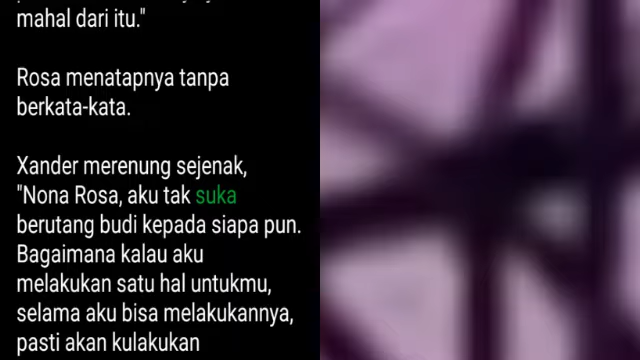 mahal dari itu."
Rosa menatapnya tanpa
berkata-kata.
Xander merenung sejenak,
"Nona Rosa, aku tak suka
berutang budi kepada siapa pun.
Bagaimana kalau aku
melakukan satu hal untukmu,
selama aku bisa melakukannya,
pasti akan kulakukan